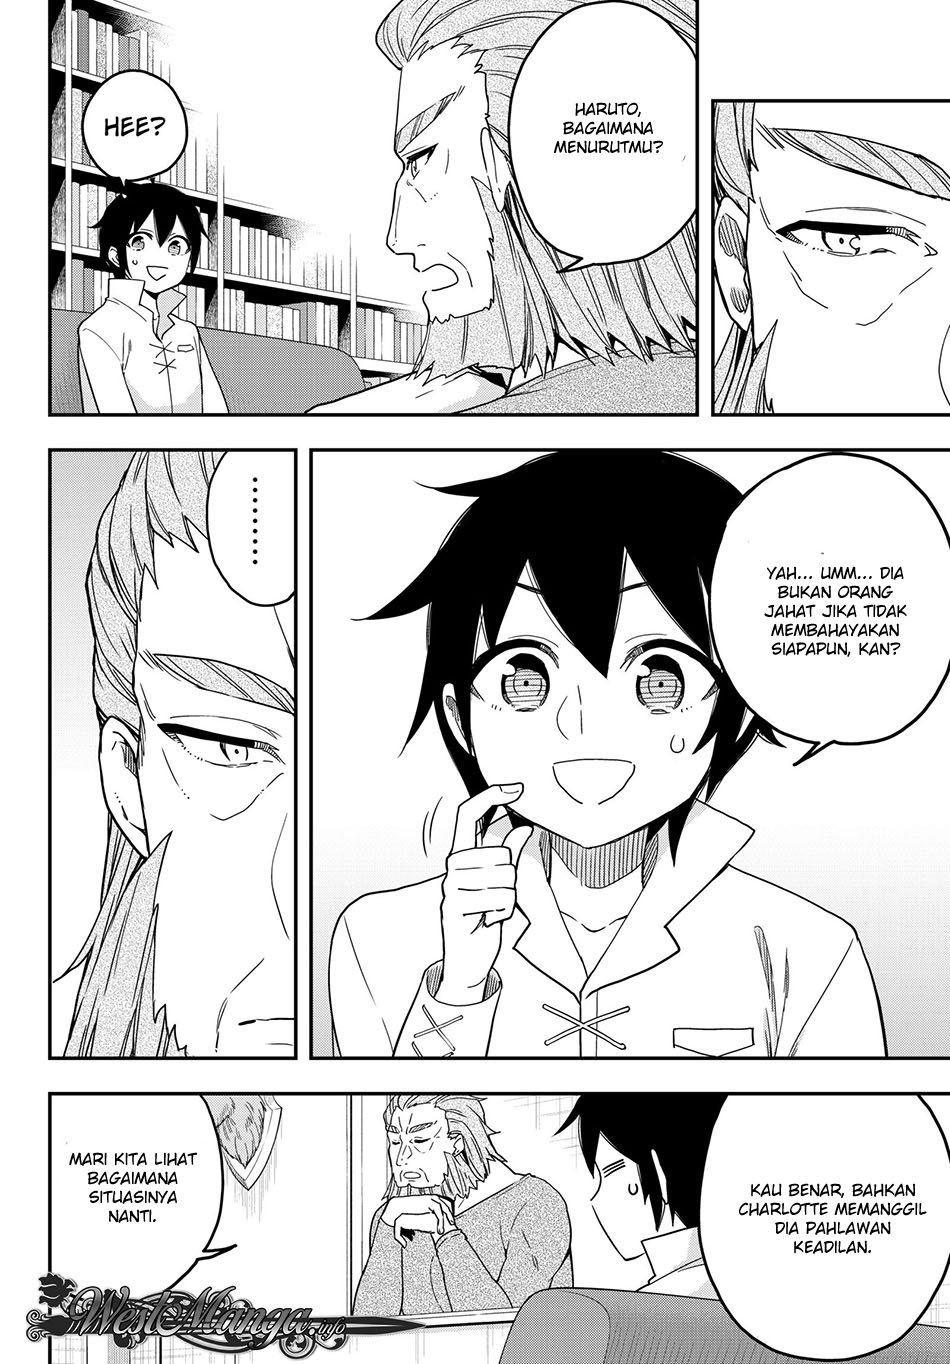 HARUTO,
BAGAIMANA
MENURUTMU?
HEE?
YAH... UMM... DIA
BUKAN ORANG
JAHAT JIKA TIDAK
MEMBAHAYAKAN
SIAPAPUN, KAN?
........
KAU BENAR, BAHKAN
CHARLOTTE MEMANGGIL
DIA PAHLAWAN
KEADILAN.
MARI KITA LIHAT
BAGAIMANA
SITUASINYA
NANTI.
WestManga.info